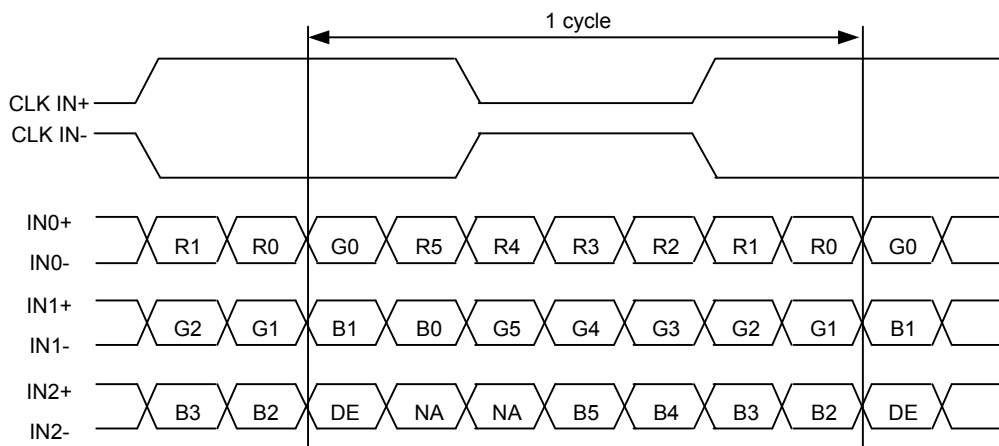 1 cycle
CLK IN+
CLK IN-
IN0+
R1 R0 G0 R5 R4 R3 R2 R1 R0 G0
IN0-
IN1+
G2 G1 B1 B0 G5 G4 G3 G2 G1 B1
IN1-
IN2+
B3 B2 DE NA NA B5 B4 B3 B2 DE
IN2-